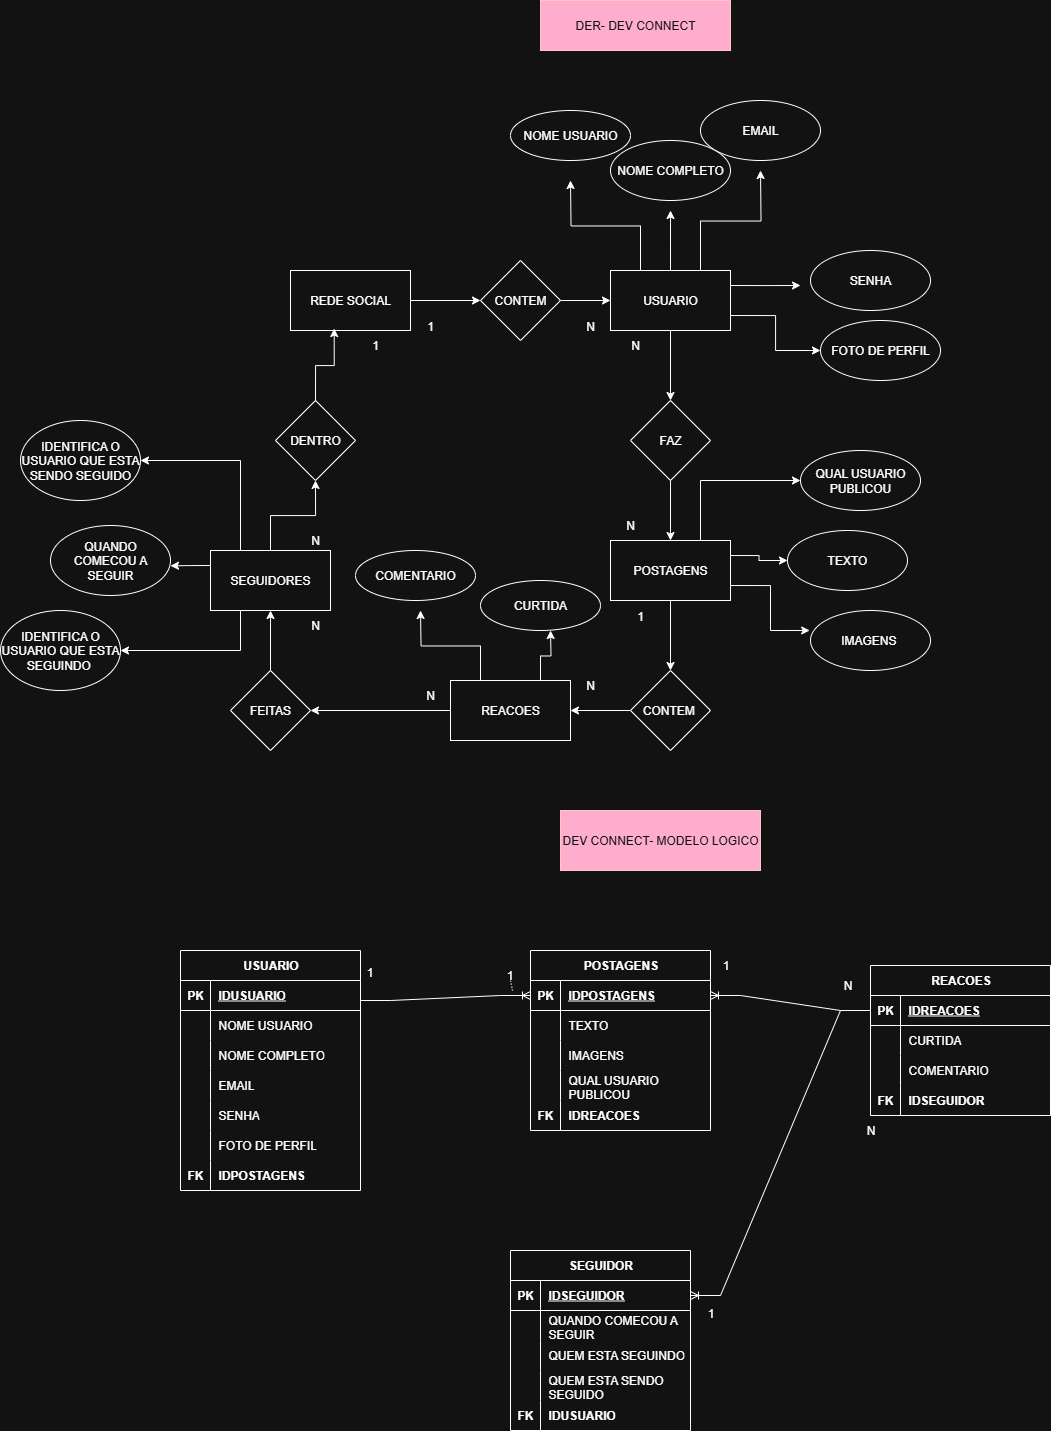 DER- DEV CONNECT
NOME USUARIO
EMAIL
NOME COMPLETO
SENHA
REDE SOCIAL
CONTEM
USUARIO
1
N
1
N
FOTO DE PERFIL
DENTRO
FAZ
IDENTIFICA O
USUARIO QUE ESTA
SENDO SEGUIDO
QUAL USUARIO
PUBLICOU
N
N
QUANDO
COMECOU A
SEGUIR
SEGUIDORES
COMENTARIO
POSTAGENS
TEXTO
CURTIDA
N
1
IDENTIFICA O
USUARIO QUE ESTA
SEGUINDO
IMAGENS
N
N
FEITAS
REACOES
CONTEM
DEV CONNECT- MODELO LOGICO
USUARIO
PK IDUSUARIO
NOME USUARIO
NOME COMPLETO
EMAIL
SENHA
FOTO DE PERFIL
FK IDPOSTAGENS
1
1
POSTAGENS
PK IDPOSTAGENS
TEXTO
IMAGENS
QUAL USUARIO
PUBLICOU
FK IDREACOES
1
N
REACOES
PK IDREACOES
CURTIDA
COMENTARIO
FK IDSEGUIDOR
N
SEGUIDOR
PK IDSEGUIDOR
QUANDO COMECOU A
SEGUIR
QUEM ESTA SEGUINDO
QUEM ESTA SENDO
SEGUIDO
FK IDUSUARIO
1